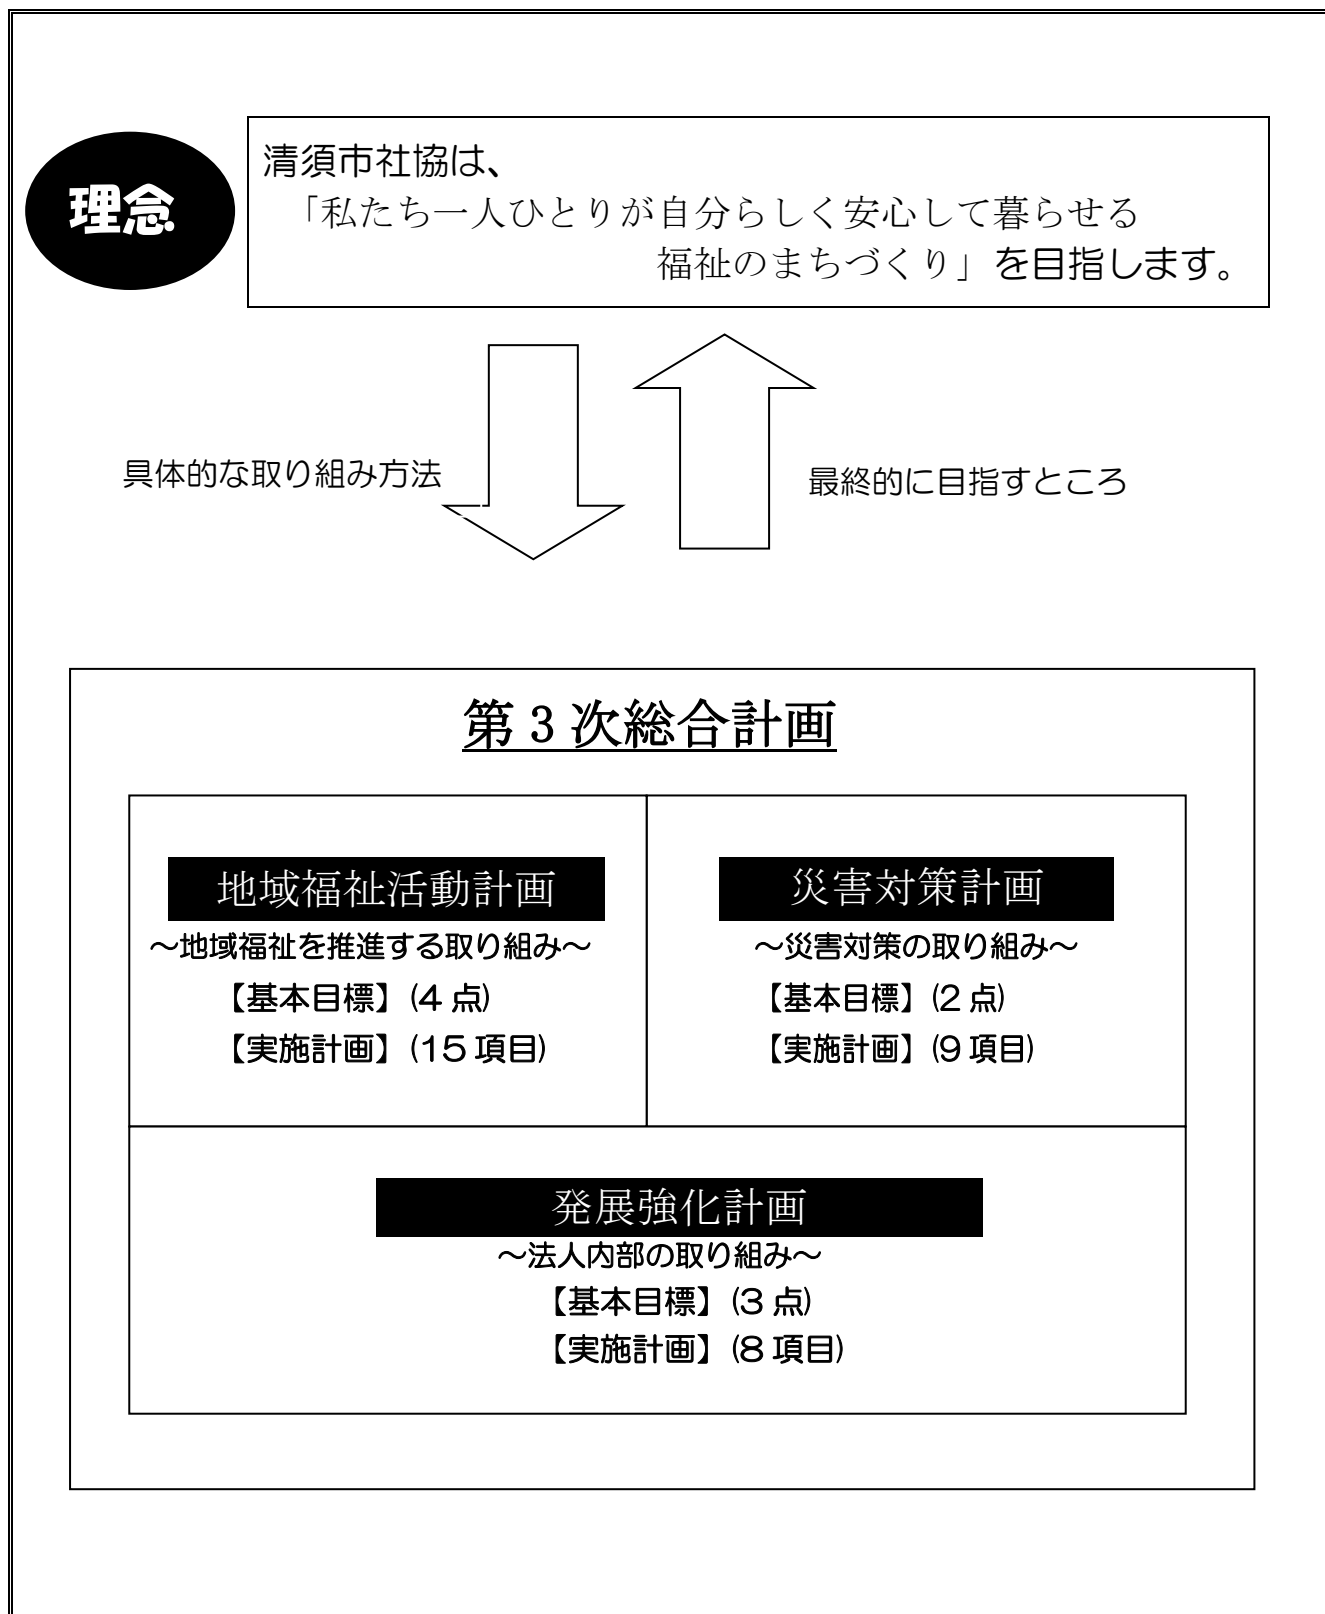 理念
清須市社協は、
「私たち一人ひとりが自分らしく安心して暮らせる
福祉のまちづくり」を目指します。
具体的な取り組み方法
最終的に目指すところ
第3次総合計画
地域福祉活動計画
～地域福祉を推進する取り組み～
【基本目標】(4点)
【実施計画】(15項目)
災害対策計画
～災害対策の取り組み～
【基本目標】(2点)
【実施計画】(9項目)
発展強化計画
～法人内部の取り組み～
【基本目標】(3点)
【実施計画】(8項目)